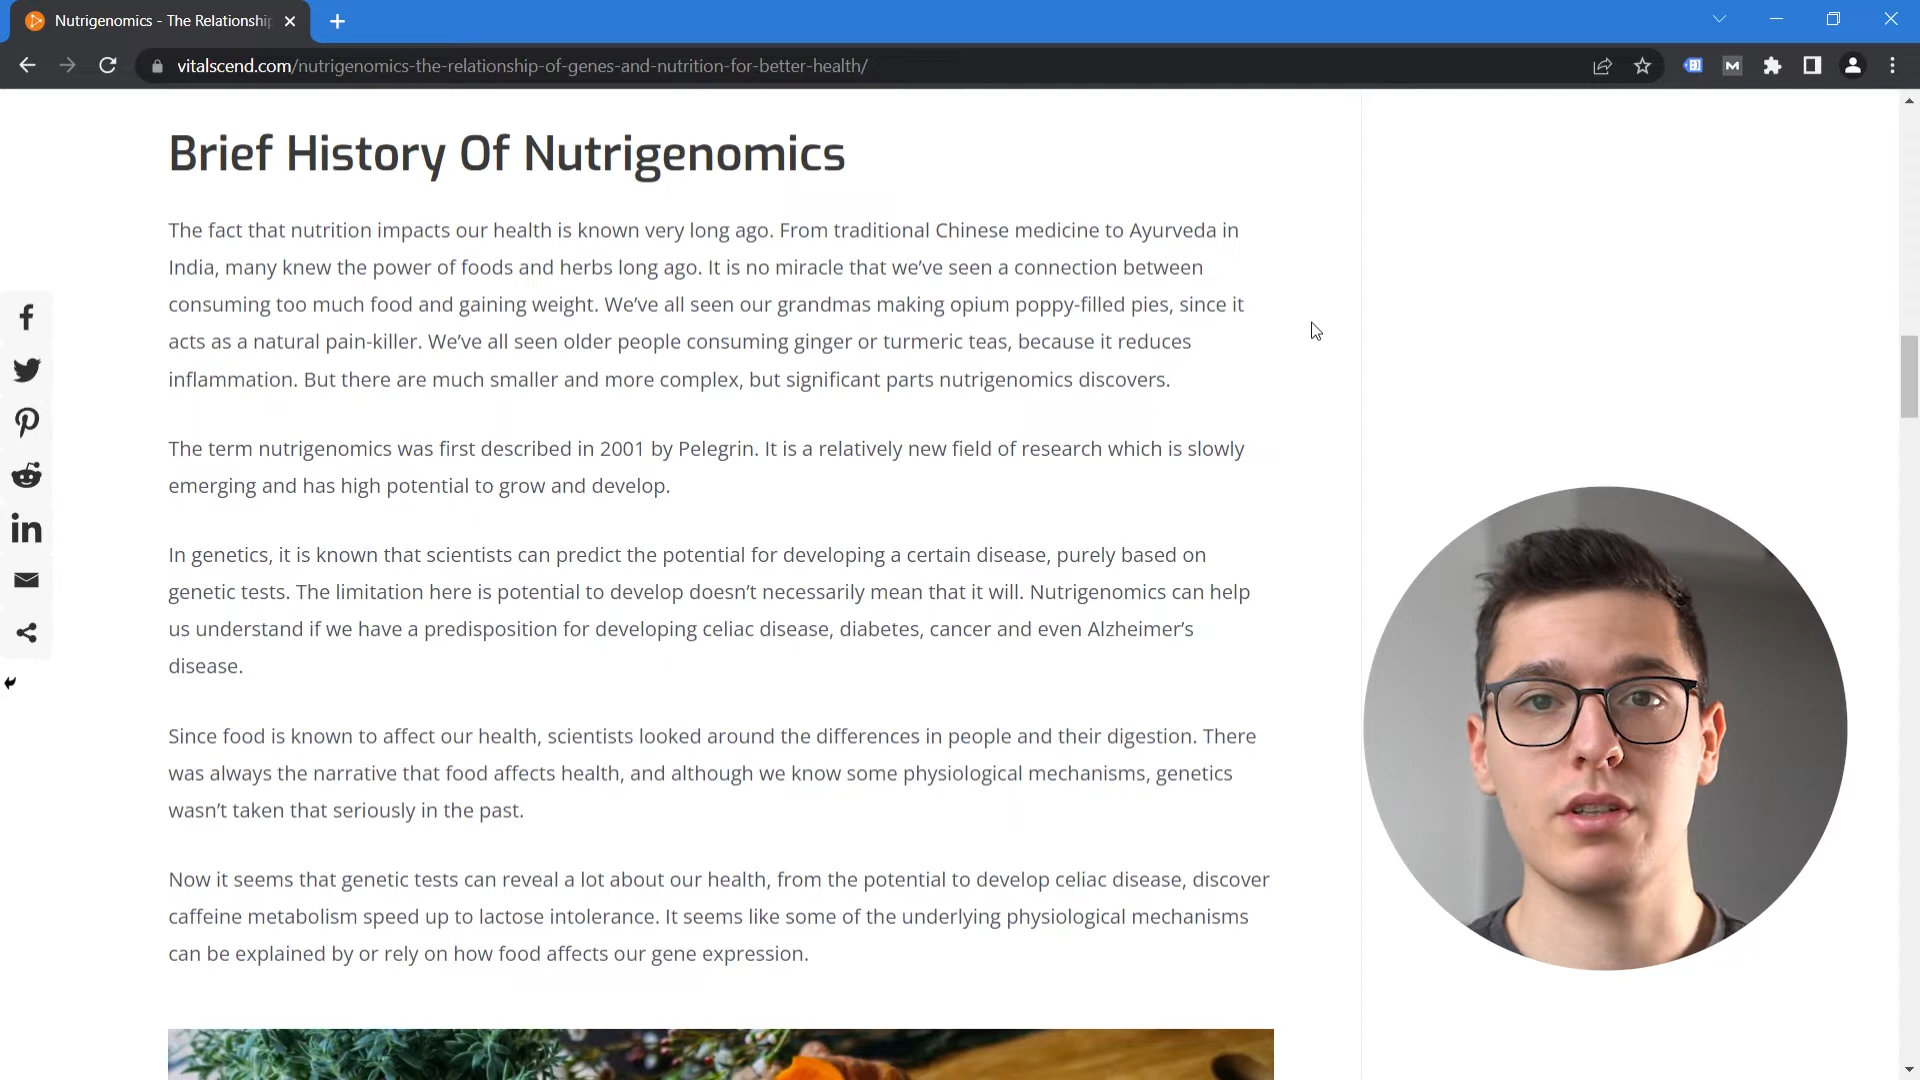 Nutrigenomics - The Relationship
vitalscend.com/nutrigenomics-the-relationship-of-genes-and-nutrition-for-better-health/
Brief History Of Nutrigenomics
The fact that nutrition impacts our health is known very long ago. From traditional Chinese medicine to Ayurveda in
India, many knew the power of foods and herbs long ago. It is no miracle that we’ve seen a connection between
consuming too much food and gaining weight. We’ve all seen our grandmas making opium poppy-filled pies, since it
acts as a natural pain-killer. We’ve all seen older people consuming ginger or turmeric teas, because it reduces
inflammation. But there are much smaller and more complex, but significant parts nutrigenomics discovers.
The term nutrigenomics was first described in 2001 by Pelegrin. It is a relatively new field of research which is slowly
emerging and has high potential to grow and develop.
In genetics, it is known that scientists can predict the potential for developing a certain disease, purely based on
genetic tests. The limitation here is potential to develop doesn’t necessarily mean that it will. Nutrigenomics can help
us understand if we have a predisposition for developing celiac disease, diabetes, cancer and even Alzheimer’s
disease.
Since food is known to affect our health, scientists looked around the differences in people and their digestion. There
was always the narrative that food affects health, and although we know some physiological mechanisms, genetics
wasn’t taken that seriously in the past.
Now it seems that genetic tests can reveal a lot about our health, from the potential to develop celiac disease, discover
caffeine metabolism speed up to lactose intolerance. It seems like some of the underlying physiological mechanisms
can be explained by or rely on how food affects our gene expression.